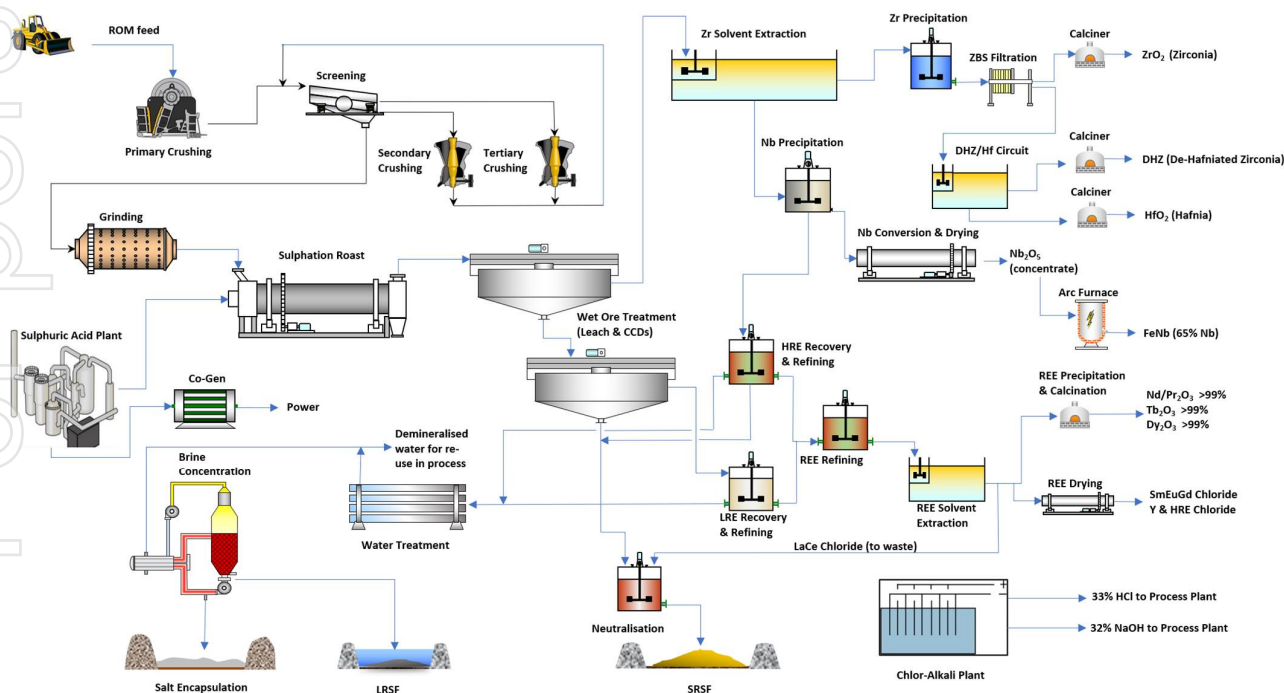 ROM feed
Primary Crushing
Screening
Secondary
Crushing
Tertiary
Crushing
Grinding
Sulphation Roast
Sulphuric Acid Plant
Co-Gen
Power
Wet Ore Treatment
(Leach & CCDs)
Zr Solvent Extraction
Zr Precipitation
ZBS Filtration
Calciner
ZrO₂ (Zirconia)
DHZ/Hf Circuit
Calciner
DHZ (De-Hafniated Zirconia)
Calciner
HfO₂ (Hafnia)
Nb Precipitation
Nb Conversion & Drying
Nb₂O₅
(concentrate)
Arc Furnace
FeNb (65% Nb)
HRE Recovery
& Refining
REE Refining
LRE Recovery
& Refining
REE Solvent
Extraction
REE Precipitation
& Calcination
Nd/Pr₂O₃ >99%
Tb₂O₃ >99%
Dy₂O₃ >99%
REE Drying
SmEuGd Chloride
Y & HRE Chloride
LaCe Chloride (to waste)
Demineralised
water for re-
use in process
Brine
Concentration
Water Treatment
Neutralisation
Salt Encapsulation
LRSF
SRSF
33% HCl to Process Plant
32% NaOH to Process Plant
Chlor-Alkali Plant